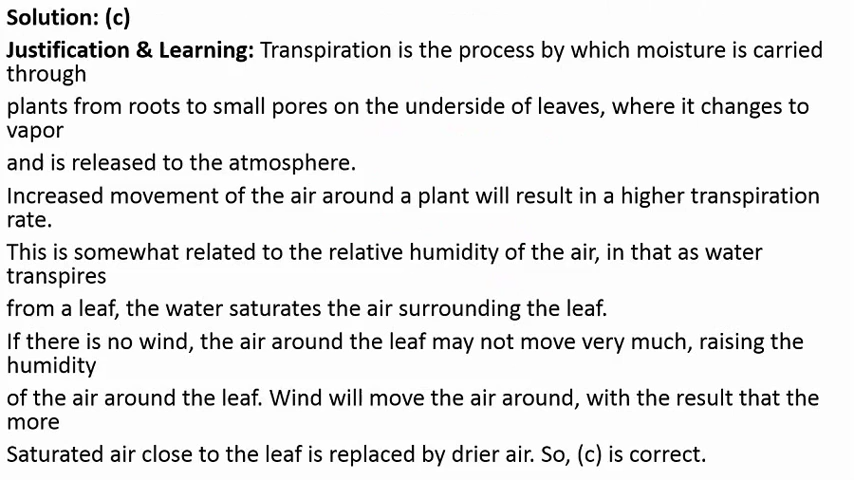 Solution: (c)
Justification & Learning: Transpiration is the process by which moisture is carried
through
plants from roots to small pores on the underside of leaves, where it changes to
vapor
and is released to the atmosphere.
Increased movement of the air around a plant will result in a higher transpiration
rate.
This is somewhat related to the relative humidity of the air, in that as water
transpires
from a leaf, the water saturates the air surrounding the leaf.
If there is no wind, the air around the leaf may not move very much, raising the
humidity
of the air around the leaf. Wind will move the air around, with the result that the
more
Saturated air close to the leaf is replaced by drier air. So, (c) is correct.